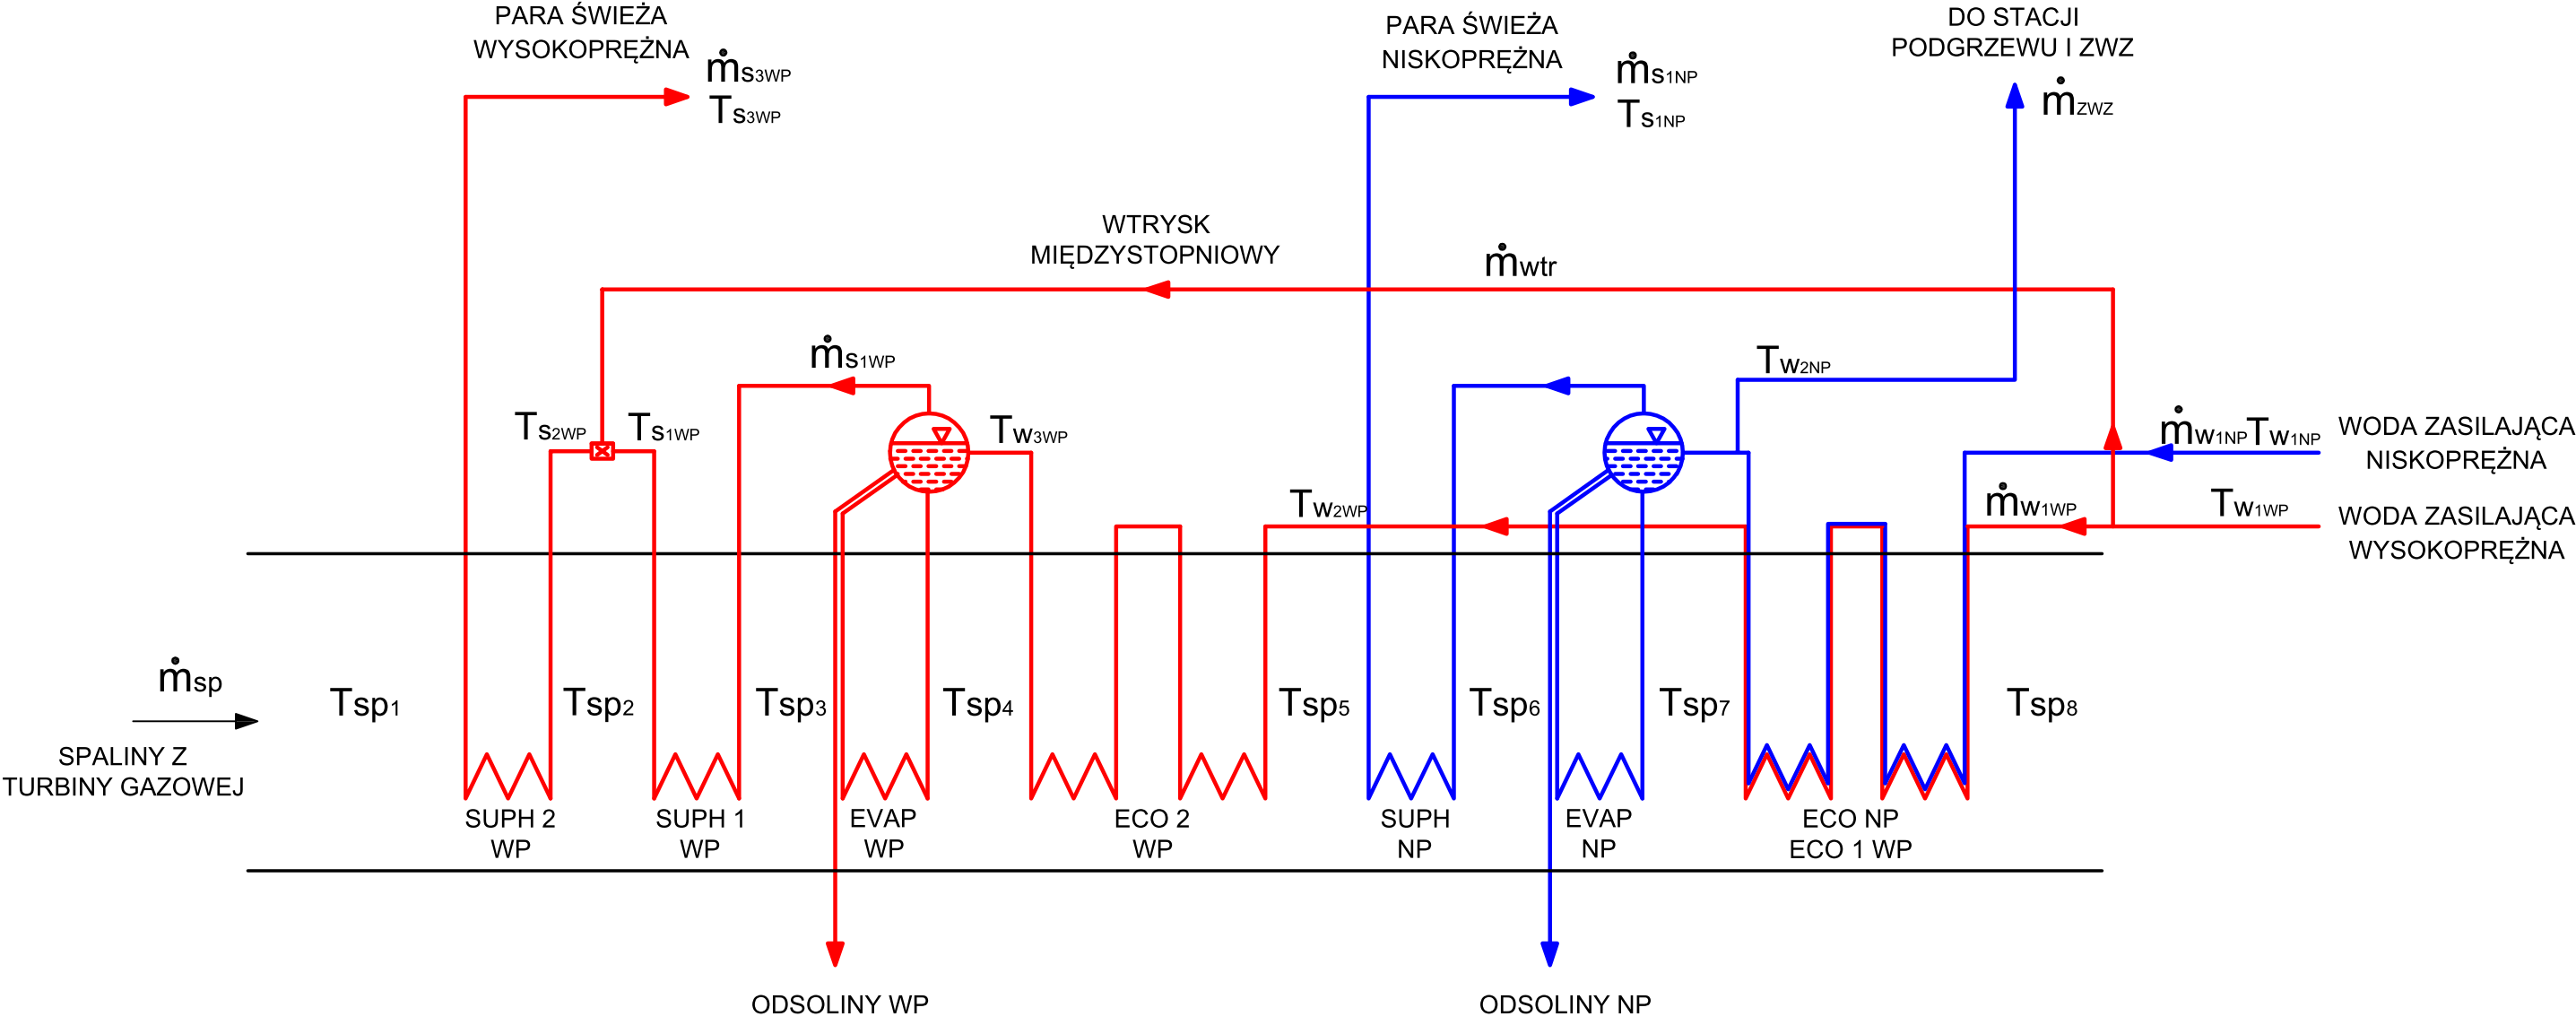 PARA ŚWIEŻA
WYSOKOPRĘŻNA
ṁs3WP
Ts3WP
PARA ŚWIEŻA
NISKOPRĘŻNA
ṁs1NP
Ts1NP
DO STACJI
PODGRZEWU I ZWZ
ṁZWZ
WTRYSK
MIĘDZYSTOPNIOWY
ṁwtr
ṁs1WP
Tw2NP
Ts2WP
Ts1WP
Tw3WP
ṁw1NP Tw1NP
WODA ZASILAJĄCA
NISKOPRĘŻNA
Tw2WP
ṁw1WP
Tw1WP
WODA ZASILAJĄCA
WYSOKOPRĘŻNA
ṁsp
SPALINY Z
TURBINY GAZOWEJ
Tsp1
Tsp2
Tsp3
Tsp4
Tsp5
Tsp6
Tsp7
Tsp8
SUPH 2
WP
SUPH 1
WP
EVAP
WP
ECO 2
WP
SUPH
NP
EVAP
NP
ECO NP
ECO 1 WP
ODSOLINY WP
ODSOLINY NP